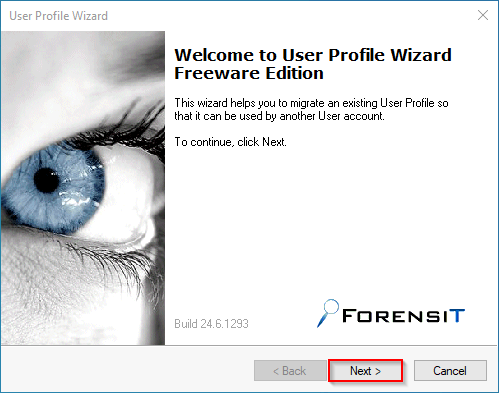 User Profile Wizard
Welcome to User Profile Wizard
Freeware Edition
This wizard helps you to migrate an existing User Profile so
that it can be used by another User account.
To continue, click Next.
Build 24.6.1293
FORENSIT
< Back
Next >
Cancel